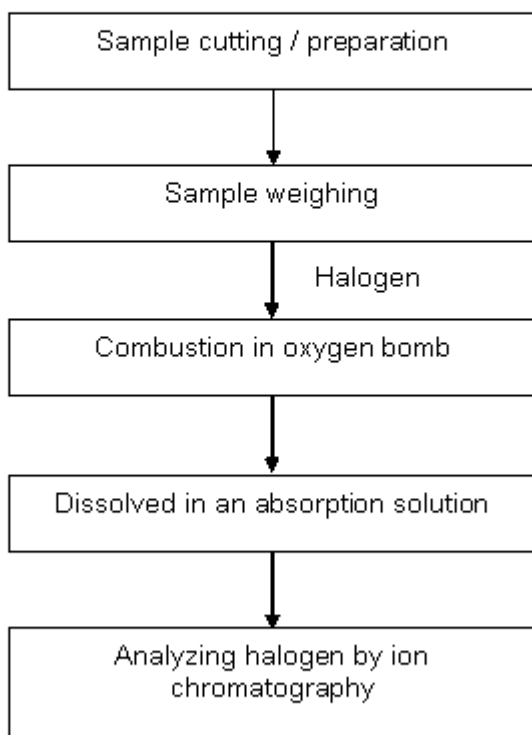 Sample cutting / preparation
Sample weighing
Halogen
Combustion in oxygen bomb
Dissolved in an absorption solution
Analyzing halogen by ion
chromatography